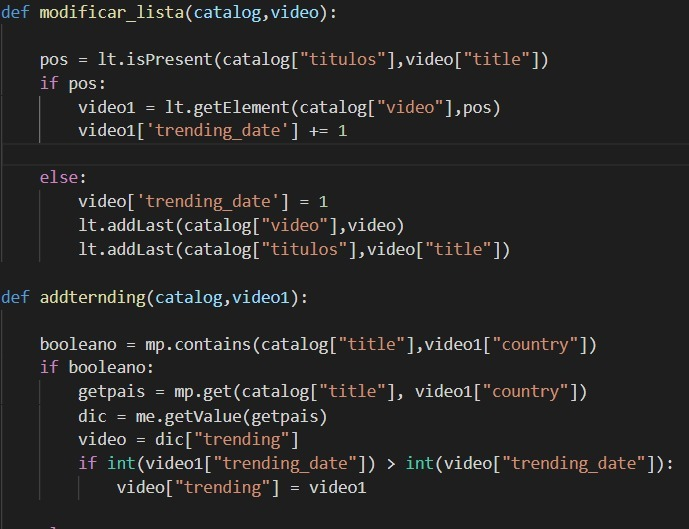 def modificar_lista(catalog,video):
pos = lt.isPresent(catalog["titulos"],video["title"])
if pos:
video1 = lt.getElement(catalog["video"],pos)
video1['trending_date'] += 1
else:
video['trending_date'] = 1
lt.addLast(catalog["video"],video)
lt.addLast(catalog["titulos"],video["title"])
def addternding(catalog,video1):
booleano = mp.contains(catalog["title"],video1["country"])
if booleano:
getpais = mp.get(catalog["title"], video1["country"])
dic = me.getValue(getpais)
video = dic["trending"]
if int(video1["trending_date"]) > int(video["trending_date"]):
video["trending"] = video1